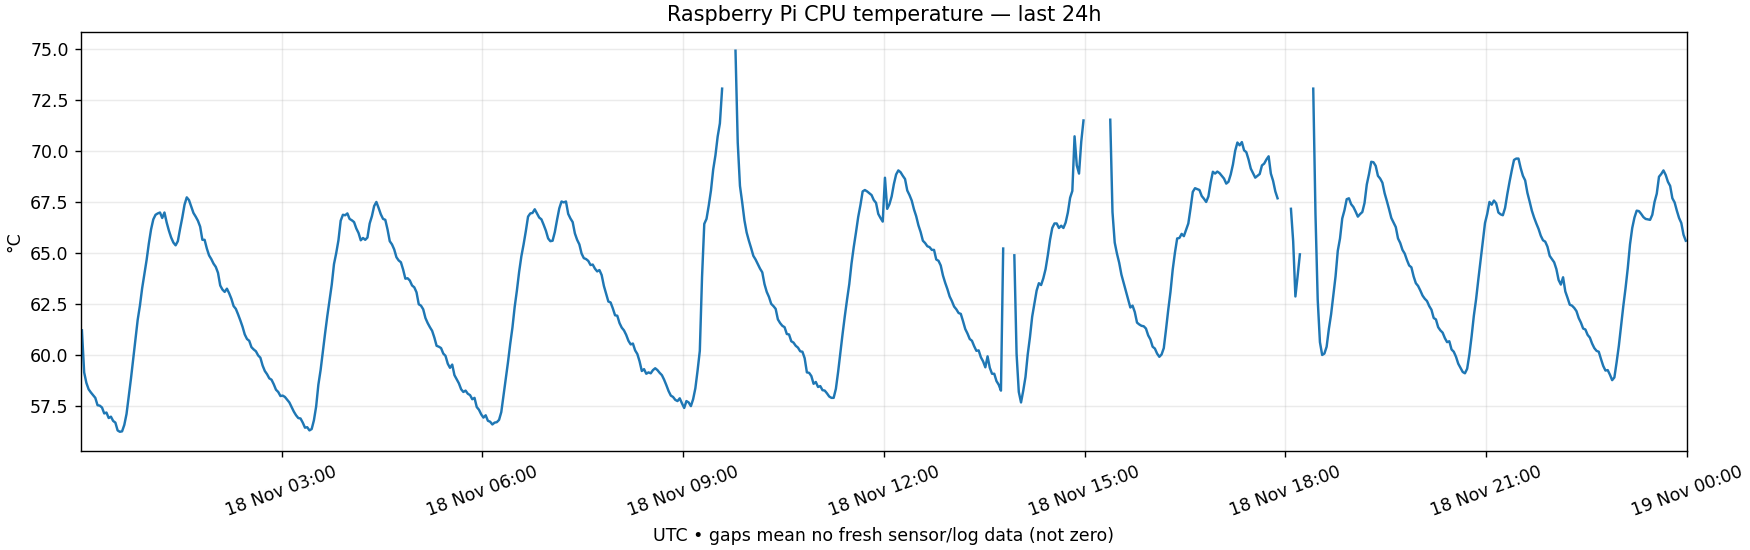 Raspberry Pi CPU temperature — last 24h
75.0
72.5
70.0
67.5
65.0
62.5
60.0
57.5
°C
18 Nov 03:00
18 Nov 06:00
18 Nov 09:00
18 Nov 12:00
18 Nov 15:00
18 Nov 18:00
18 Nov 21:00
19 Nov 00:00
UTC • gaps mean no fresh sensor/log data (not zero)